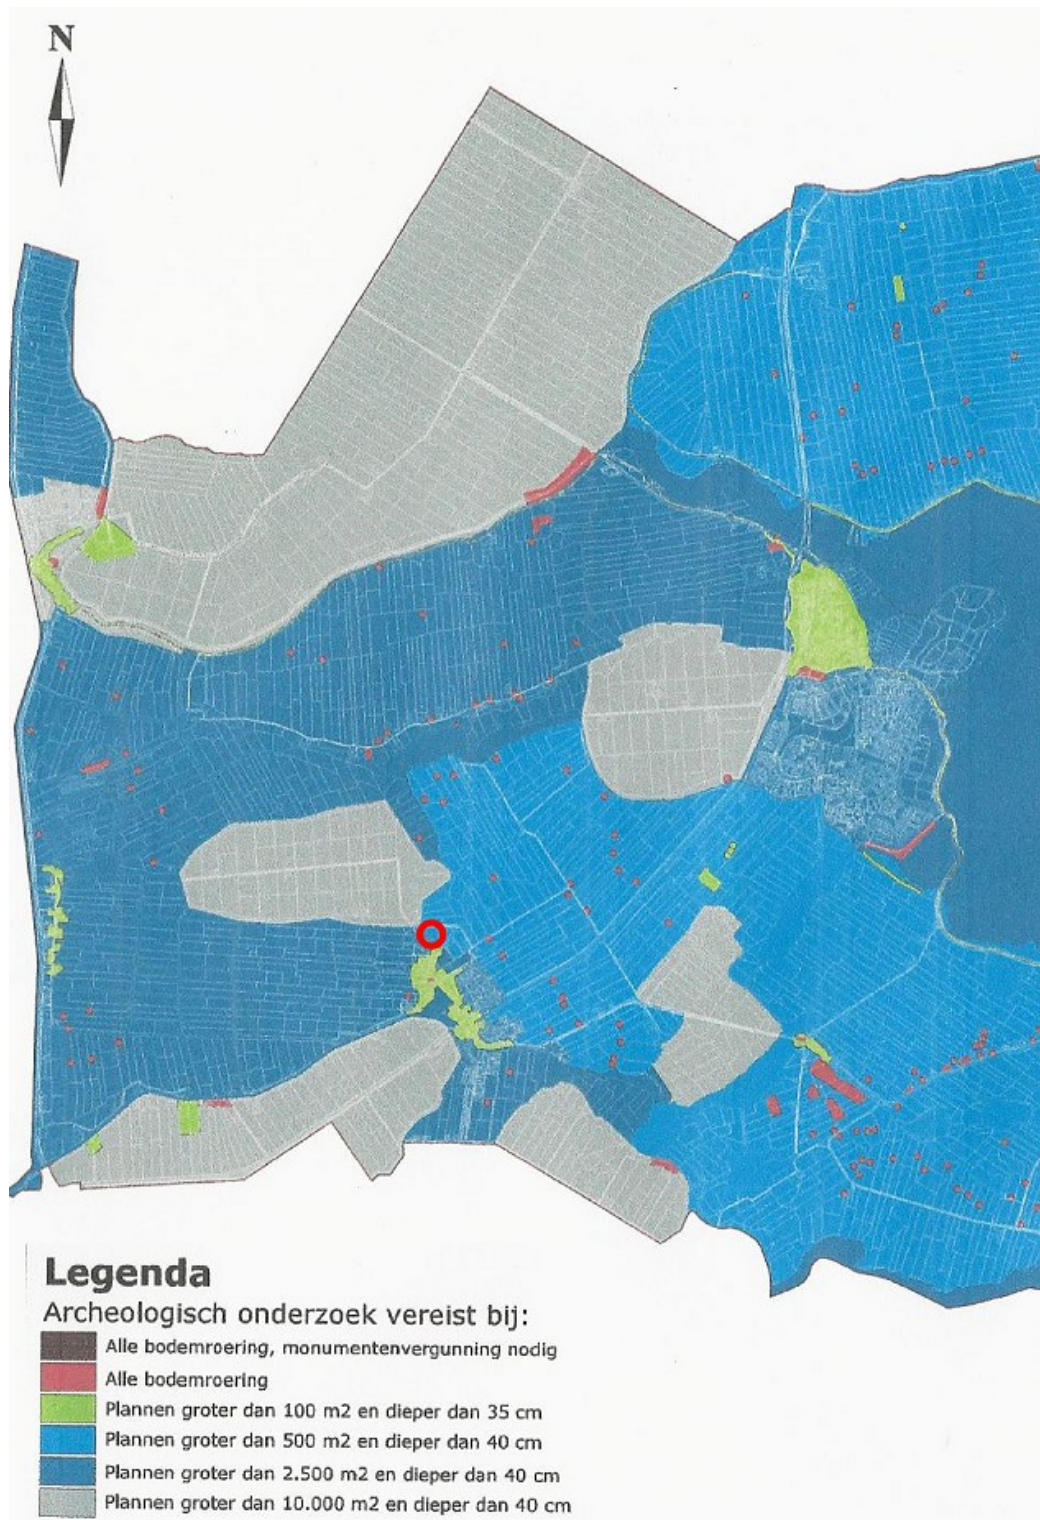 N
Legenda
Archeologisch onderzoek vereist bij:
Alle bodemroering, monumentenvergunning nodig
Alle bodemroering
Plannen groter dan 100 m2 en dieper dan 35 cm
Plannen groter dan 500 m2 en dieper dan 40 cm
Plannen groter dan 2.500 m2 en dieper dan 40 cm
Plannen groter dan 10.000 m2 en dieper dan 40 cm